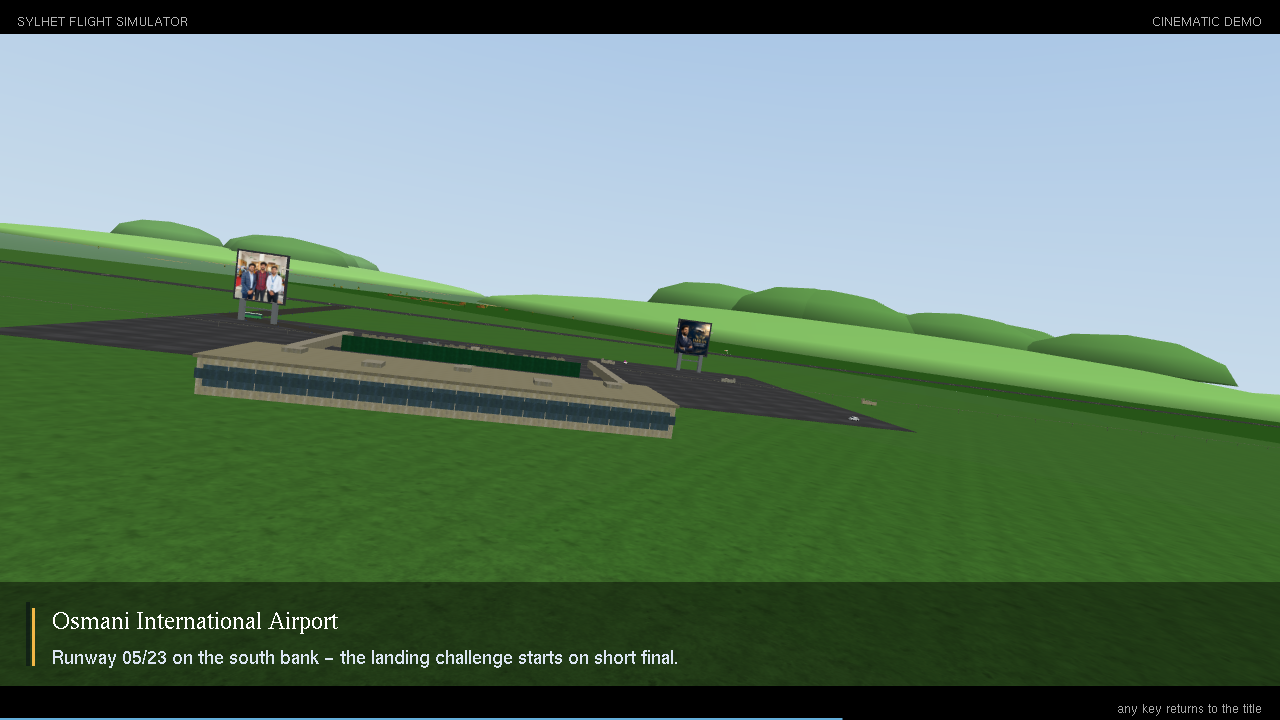 SYLHET FLIGHT SIMULATOR
CINEMATIC DEMO
Osmani International Airport
Runway 05/23 on the south bank – the landing challenge starts on short final.
any key returns to the title